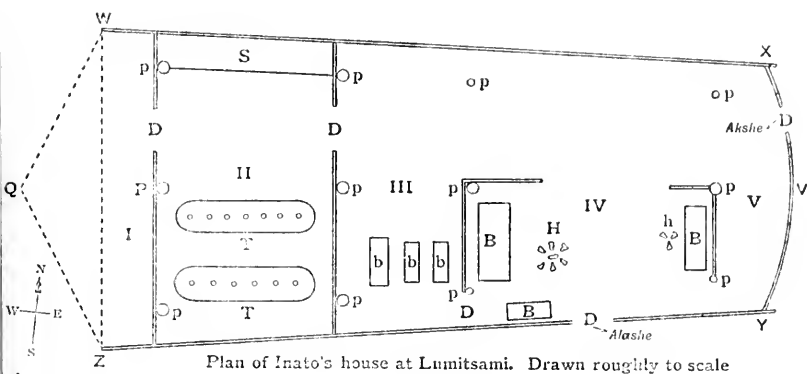 W
X
p
S
p
p
p
D
D
D
Akshe
Q
P
II
p
III
p
IV
p
V
V
I
T
H
h
B
B
b
b
b
N
W
E
S
T
p
p
p
p
D
B
D
Alashe
Y
Z
Plan of Inato's house at Lumitsami. Drawn roughly to scale